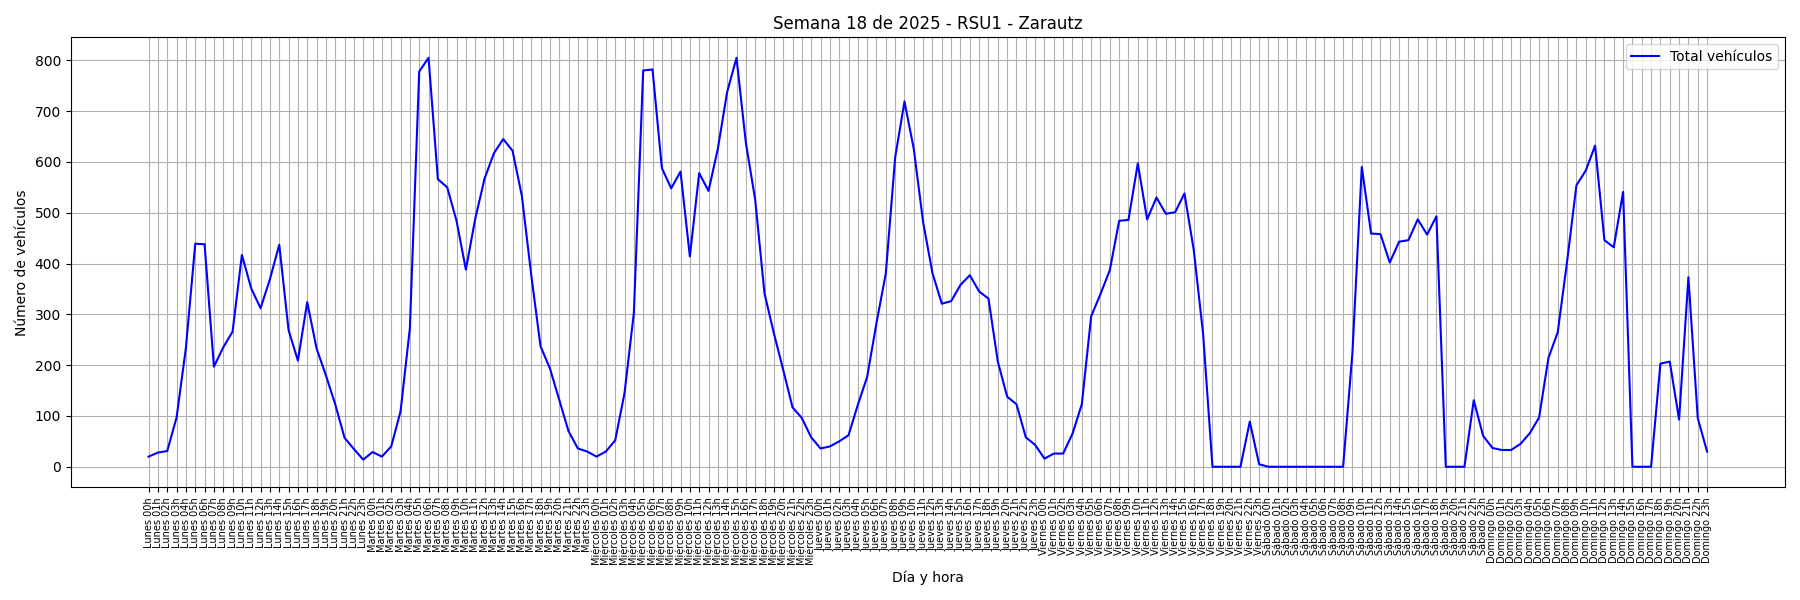 Semana 18 de 2025 - RSU1 - Zarautz
Total vehículos
Número de vehículos
800
700
600
500
400
300
200
100
0
Lunes 00h
Lunes 01h
Lunes 02h
Lunes 03h
Lunes 04h
Lunes 05h
Lunes 06h
Lunes 07h
Lunes 08h
Lunes 09h
Lunes 10h
Lunes 11h
Lunes 12h
Lunes 13h
Lunes 14h
Lunes 15h
Lunes 16h
Lunes 17h
Lunes 18h
Lunes 19h
Lunes 20h
Lunes 21h
Lunes 22h
Lunes 23h
Martes 00h
Martes 01h
Martes 02h
Martes 03h
Martes 04h
Martes 05h
Martes 06h
Martes 07h
Martes 08h
Martes 09h
Martes 10h
Martes 11h
Martes 12h
Martes 13h
Martes 14h
Martes 15h
Martes 16h
Martes 17h
Martes 18h
Martes 19h
Martes 20h
Martes 21h
Martes 22h
Martes 23h
Miércoles 00h
Miércoles 01h
Miércoles 02h
Miércoles 03h
Miércoles 04h
Miércoles 05h
Miércoles 06h
Miércoles 07h
Miércoles 08h
Miércoles 09h
Miércoles 10h
Miércoles 11h
Miércoles 12h
Miércoles 13h
Miércoles 14h
Miércoles 15h
Miércoles 16h
Miércoles 17h
Miércoles 18h
Miércoles 19h
Miércoles 20h
Miércoles 21h
Miércoles 22h
Miércoles 23h
Jueves 00h
Jueves 01h
Jueves 02h
Jueves 03h
Jueves 04h
Jueves 05h
Jueves 06h
Jueves 07h
Jueves 08h
Jueves 09h
Jueves 10h
Jueves 11h
Jueves 12h
Jueves 13h
Jueves 14h
Jueves 15h
Jueves 16h
Jueves 17h
Jueves 18h
Jueves 19h
Jueves 20h
Jueves 21h
Jueves 22h
Jueves 23h
Viernes 00h
Viernes 01h
Viernes 02h
Viernes 03h
Viernes 04h
Viernes 05h
Viernes 06h
Viernes 07h
Viernes 08h
Viernes 09h
Viernes 10h
Viernes 11h
Viernes 12h
Viernes 13h
Viernes 14h
Viernes 15h
Viernes 16h
Viernes 17h
Viernes 18h
Viernes 19h
Viernes 20h
Viernes 21h
Viernes 22h
Viernes 23h
Sábado 00h
Sábado 01h
Sábado 02h
Sábado 03h
Sábado 04h
Sábado 05h
Sábado 06h
Sábado 07h
Sábado 08h
Sábado 09h
Sábado 10h
Sábado 11h
Sábado 12h
Sábado 13h
Sábado 14h
Sábado 15h
Sábado 16h
Sábado 17h
Sábado 18h
Sábado 19h
Sábado 20h
Sábado 21h
Sábado 22h
Sábado 23h
Domingo 00h
Domingo 01h
Domingo 02h
Domingo 03h
Domingo 04h
Domingo 05h
Domingo 06h
Domingo 07h
Domingo 08h
Domingo 09h
Domingo 10h
Domingo 11h
Domingo 12h
Domingo 13h
Domingo 14h
Domingo 15h
Domingo 16h
Domingo 17h
Domingo 18h
Domingo 19h
Domingo 20h
Domingo 21h
Domingo 22h
Domingo 23h
Día y hora